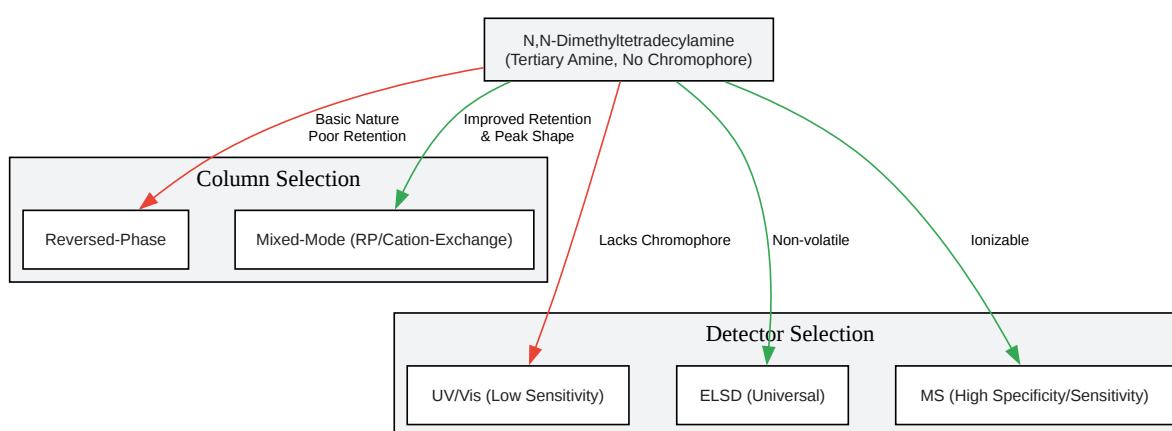 N,N-Dimethyltetradecylamine
(Tertiary Amine, No Chromophore)
Basic Nature
Poor Retention
Improved Retention
& Peak Shape
Column Selection
Reversed-Phase
Mixed-Mode (RP/Cation-Exchange)
Lacks Chromophore
Non-volatile
Ionizable
Detector Selection
UV/Vis (Low Sensitivity)
ELSD (Universal)
MS (High Specificity/Sensitivity)